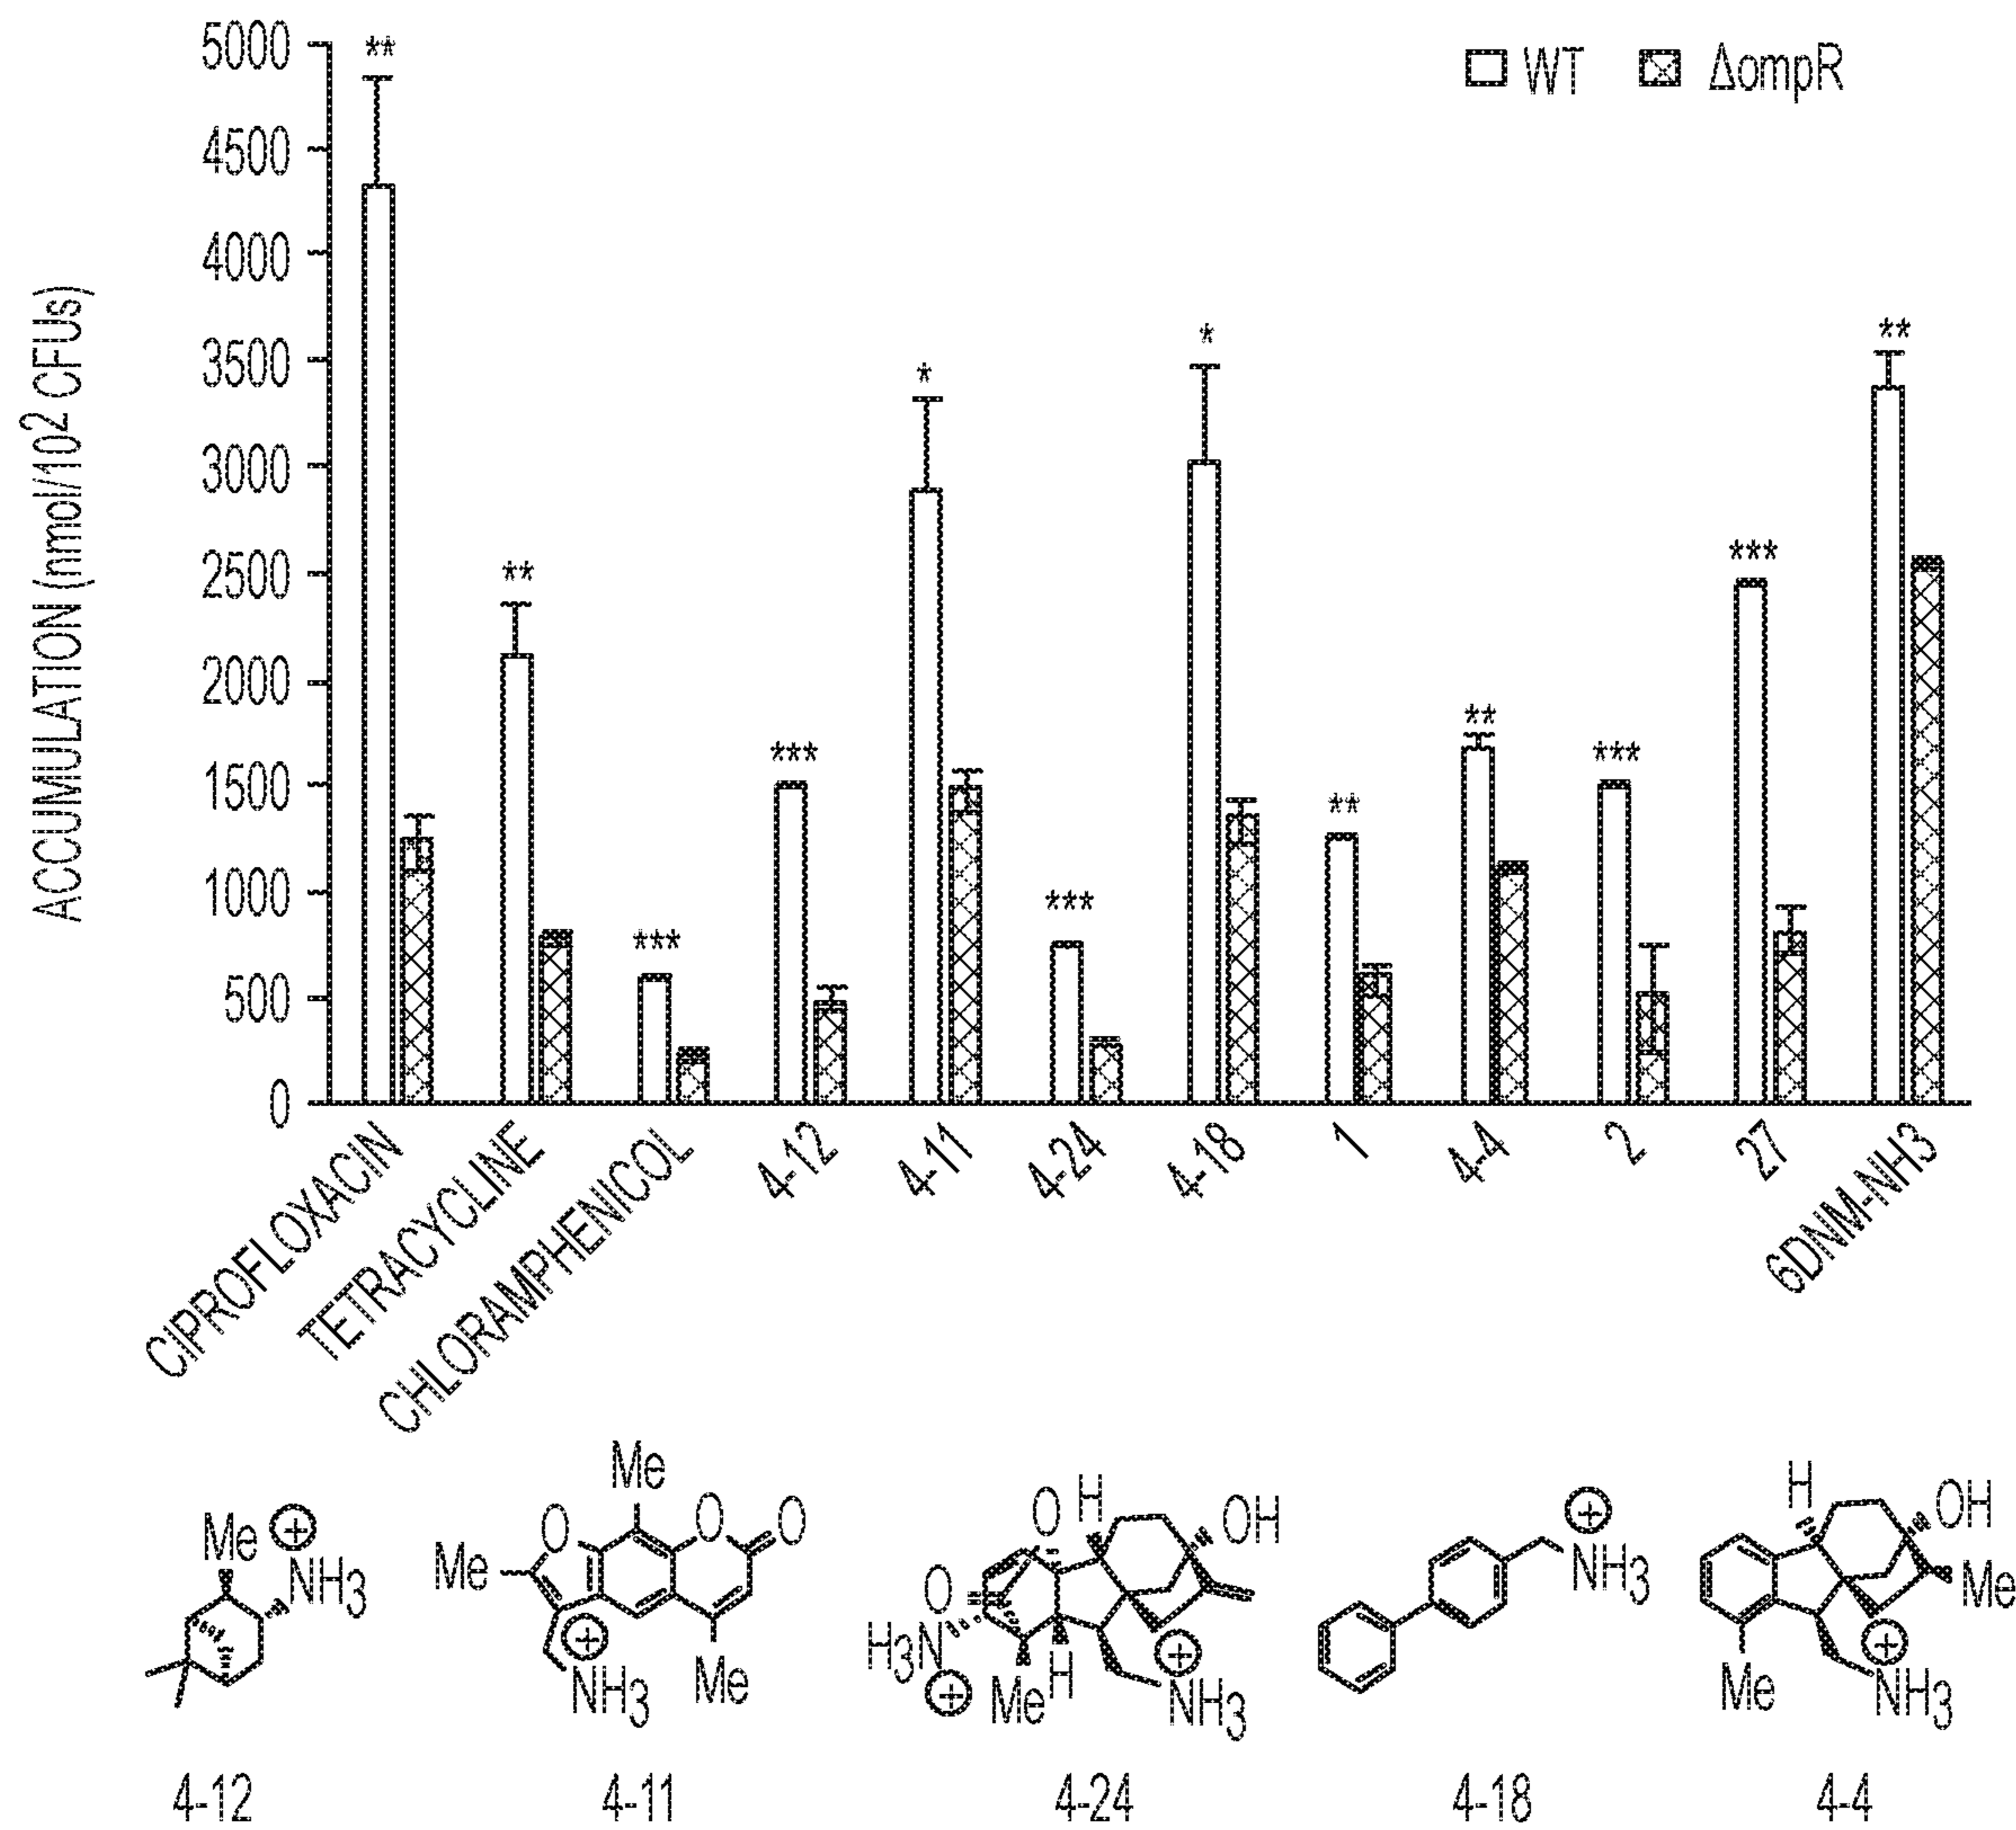 5000
4500
4000
3500
3000
2500
2000
1500
1000
500
0
ACCUMULATION (nmol/10² CFUs)
WT ΔompR
**
**
***
***
*
***
*
**
**
***
***
**
CIPROFLOXACIN
TETRACYCLINE
CHLORAMPHENICOL
4-12
4-11
4-24
4-18
1
4-4
2
27
6DNM-NH3
Me
+
NH3
4-12
Me
O
O
O
Me
+
NH3
Me
4-11
O
H
OH
O
H3N
+
Me
H
+
NH3
4-24
+
NH3
4-18
H
OH
Me
+
Me
NH3
4-4